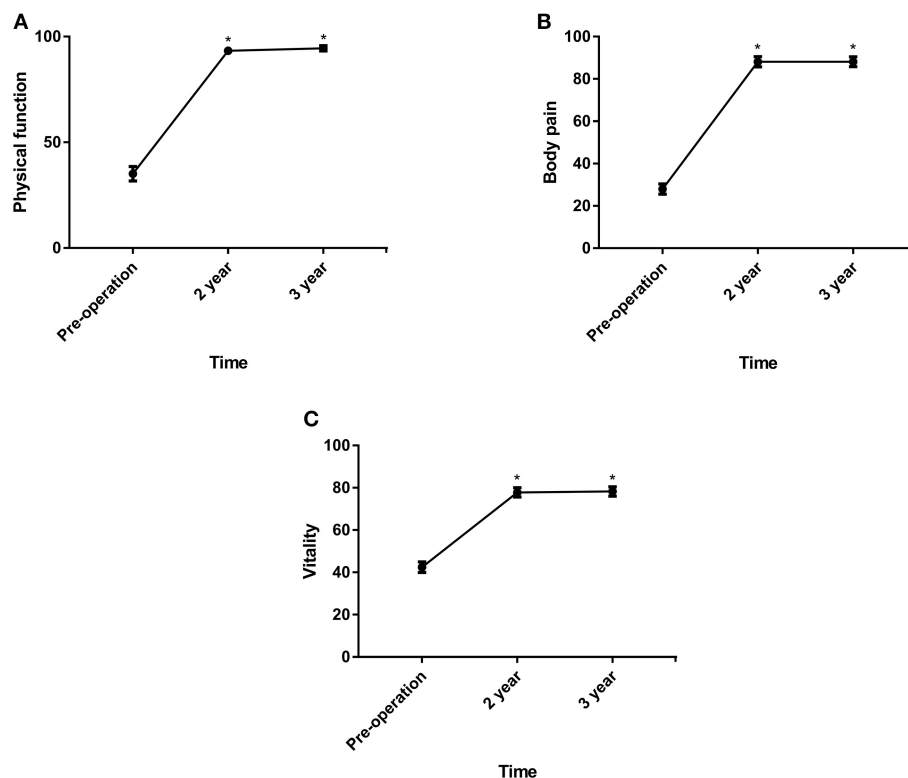 A
100
50
0
Physical function
*
*
Pre-operation
2 year
3 year
Time
B
100
80
60
40
20
0
Body pain
*
*
Pre-operation
2 year
3 year
Time
C
100
80
60
40
20
0
Vitality
*
*
Pre-operation
2 year
3 year
Time